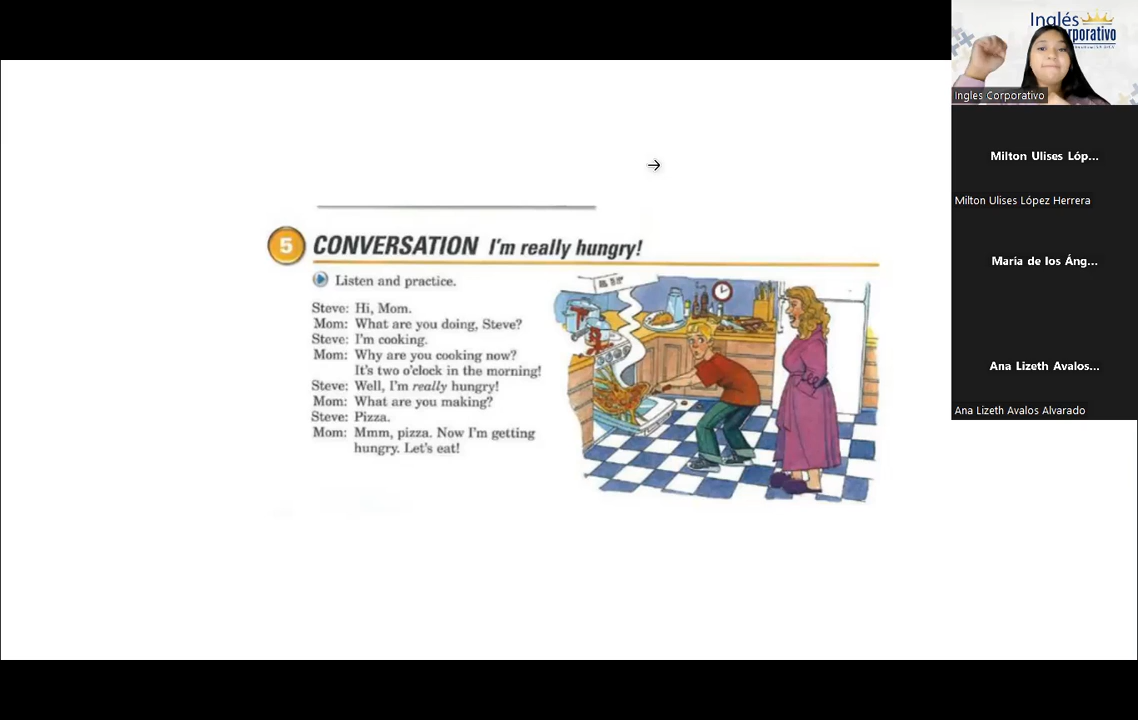 5 CONVERSATION I'm really hungry!
Listen and practice.
Steve: Hi, Mom.
Mom: What are you doing, Steve?
Steve: I'm cooking.
Mom: Why are you cooking now?
It's two o'clock in the morning!
Steve: Well, I'm really hungry!
Mom: What are you making?
Steve: Pizza.
Mom: Mmm, pizza. Now I'm getting
hungry. Let's eat!
Inglés
Ingles Corporativo
Milton Ulises Lóp...
Milton Ulises López Herrera
Maria de los Áng...
Ana Lizeth Avalos...
Ana Lizeth Avalos Alvarado